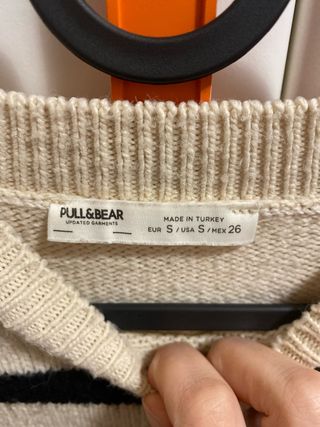 PULL&BEAR
UPDATED GARMENTS
MADE IN TURKEY
EUR S / USA S / MEX 26